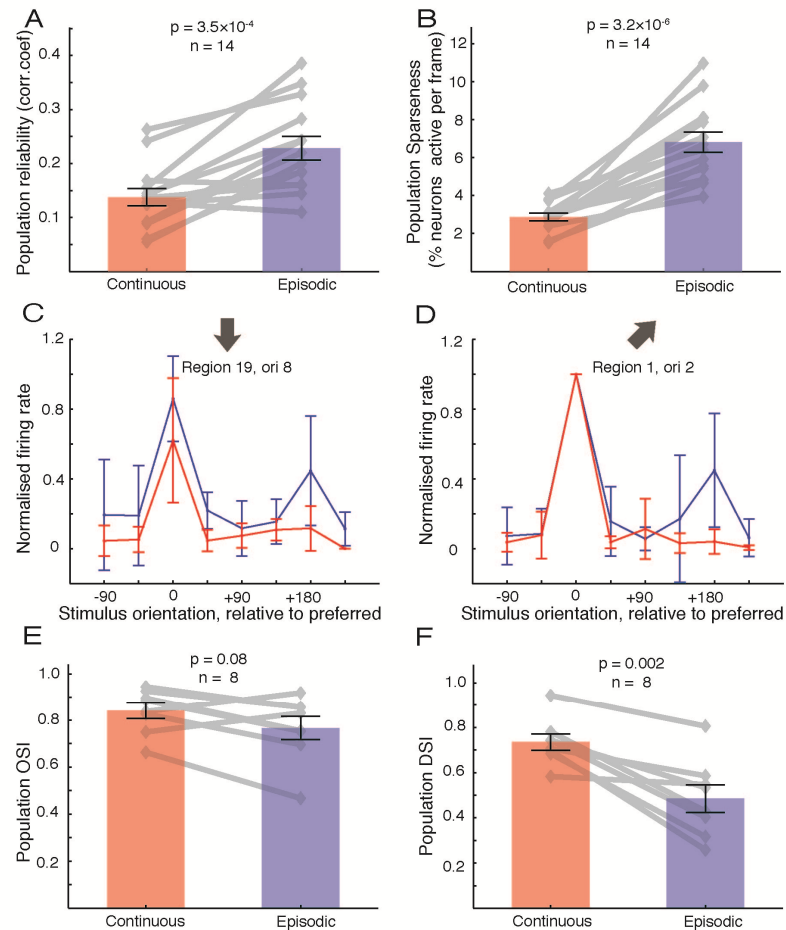 A
p = 3.5×10-4
n = 14
Population reliability (corr.coef)
0.4
0.3
0.2
0.1
Continuous
Episodic
B
p = 3.2×10-6
n = 14
Population Sparseness
(% neurons active per frame)
12
10
8
6
4
2
Continuous
Episodic
C
Region 19, ori 8
Normalised firing rate
1.2
0.8
0.4
0
-90
0
+90
+180
Stimulus orientation, relative to preferred
D
Region 1, ori 2
Normalised firing rate
1.2
0.8
0.4
0
-90
0
+90
+180
Stimulus orientation, relative to preferred
E
p = 0.08
n = 8
Population OSI
1.0
0.8
0.6
0.4
0.2
Continuous
Episodic
F
p = 0.002
n = 8
Population DSI
1.0
0.8
0.6
0.4
0.2
Continuous
Episodic